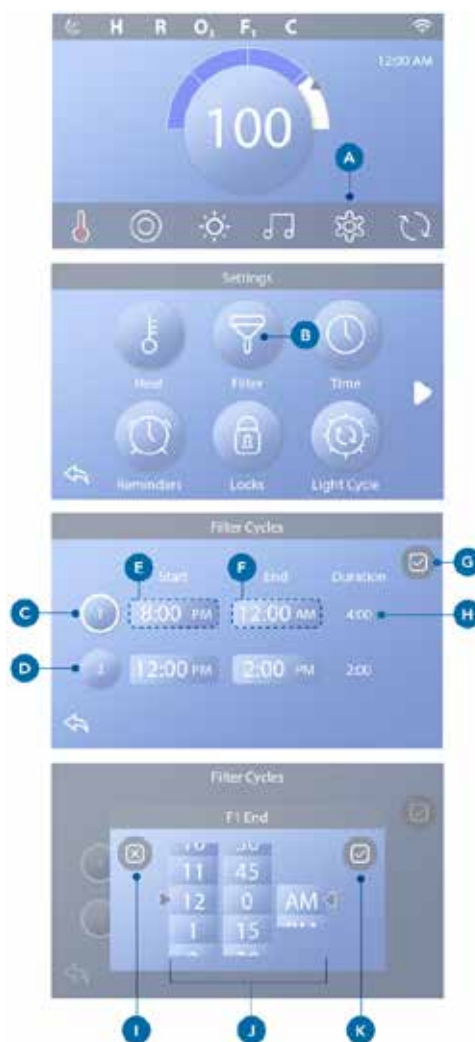 H R O₃ F₁ C
12:00 AM
100
A
Settings
B
Heat Filter Time
Reminders Locks Light Cycle
Filter Cycles
G
E Start F End Duration
C 1 8:00 PM 12:00 AM 4:00 H
D 2 12:00 PM 2:00 PM 2:00
Filter Cycles
F1 End
11 45
12 0 AM
1 15
I J K